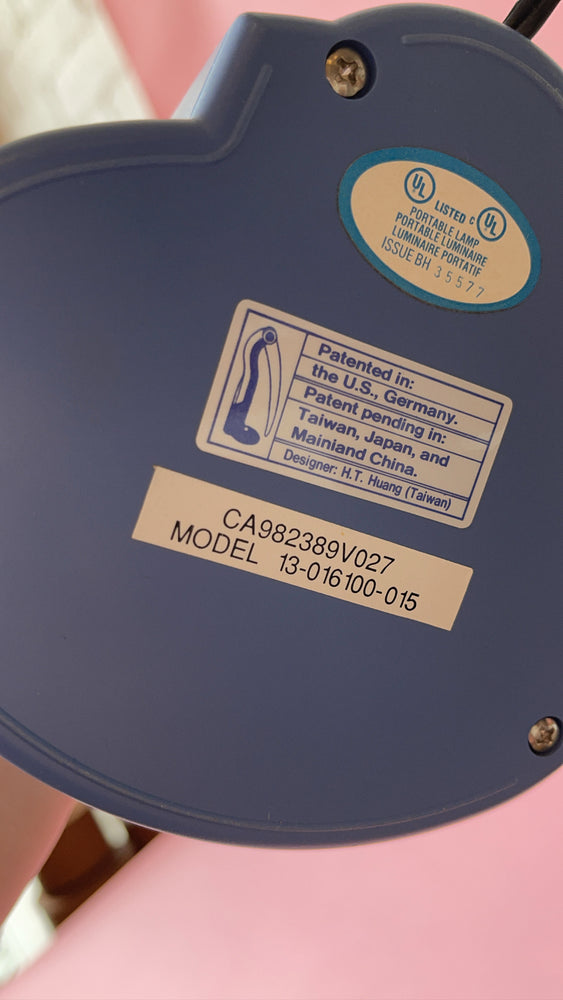 UL LISTED C UL
PORTABLE LAMP
PORTABLE LUMINAIRE
LUMINAIRE PORTATIF
ISSUE BH 35577
Patented in:
the U.S., Germany.
Patent pending in:
Taiwan, Japan, and
Mainland China.
Designer: H.T. Huang (Taiwan)
CA982389V027
MODEL 13-016100-015